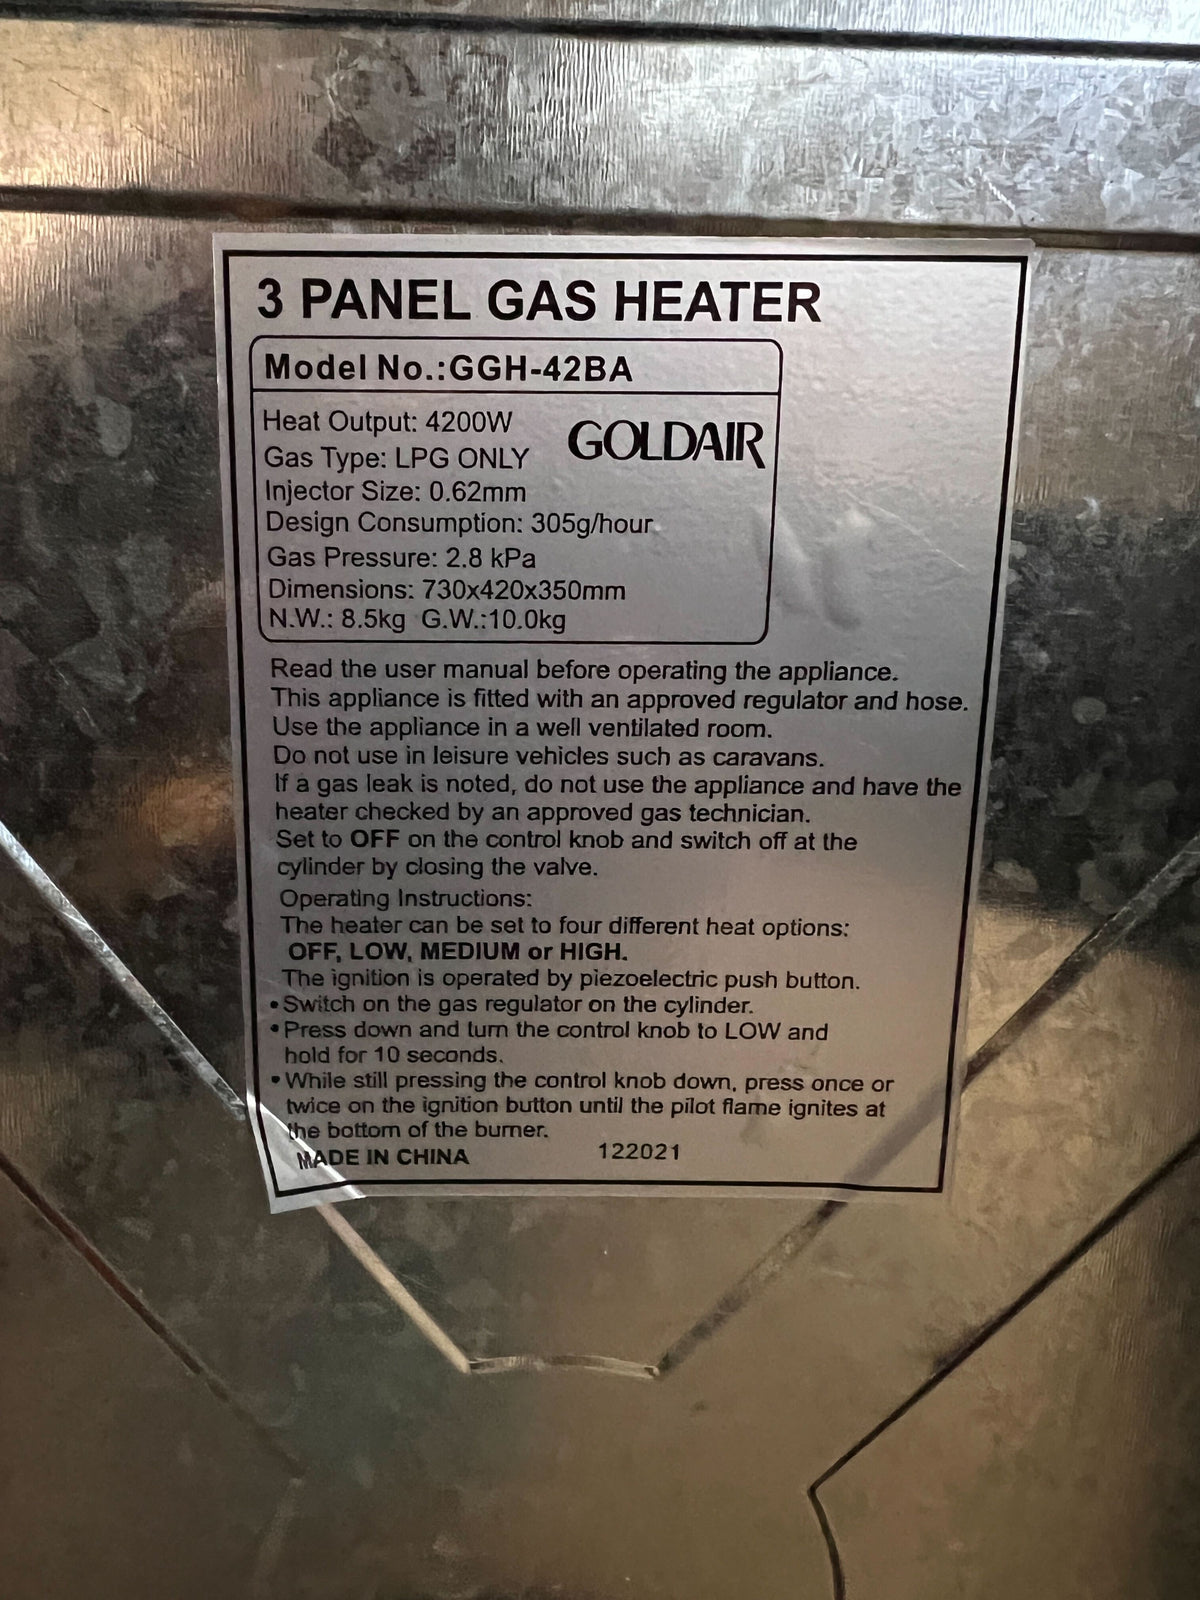 3 PANEL GAS HEATER
Model No.:GGH-42BA
Heat Output: 4200W
GOLDAIR
Gas Type: LPG ONLY
Injector Size: 0.62mm
Design Consumption: 305g/hour
Gas Pressure: 2.8 kPa
Dimensions: 730x420x350mm
N.W.: 8.5kg G.W.:10.0kg
Read the user manual before operating the appliance.
This appliance is fitted with an approved regulator and hose.
Use the appliance in a well ventilated room.
Do not use in leisure vehicles such as caravans.
If a gas leak is noted, do not use the appliance and have the
heater checked by an approved gas technician.
Set to OFF on the control knob and switch off at the
cylinder by closing the valve.
Operating Instructions:
The heater can be set to four different heat options:
OFF, LOW, MEDIUM or HIGH.
The ignition is operated by piezoelectric push button.
•Switch on the gas regulator on the cylinder.
•Press down and turn the control knob to LOW and
hold for 10 seconds.
•While still pressing the control knob down, press once or
twice on the ignition button until the pilot flame ignites at
the bottom of the burner.
MADE IN CHINA 122021